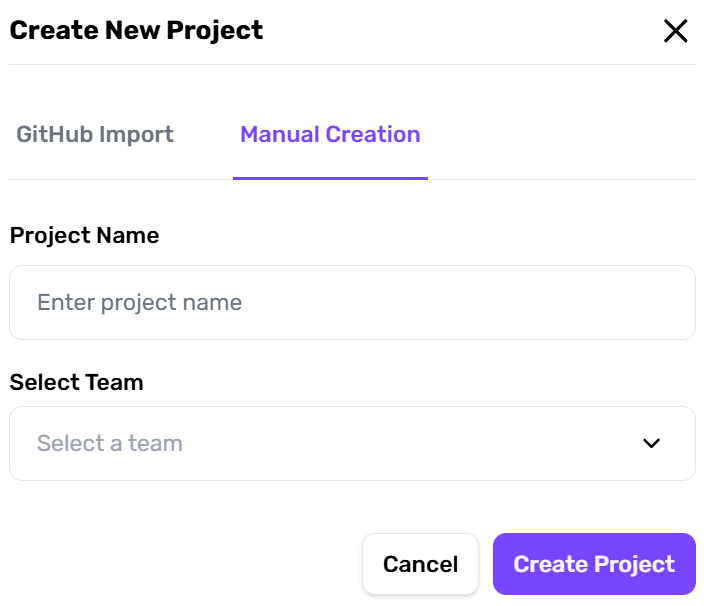 Create New Project
GitHub Import Manual Creation
Project Name
Enter project name
Select Team
Select a team
Cancel Create Project